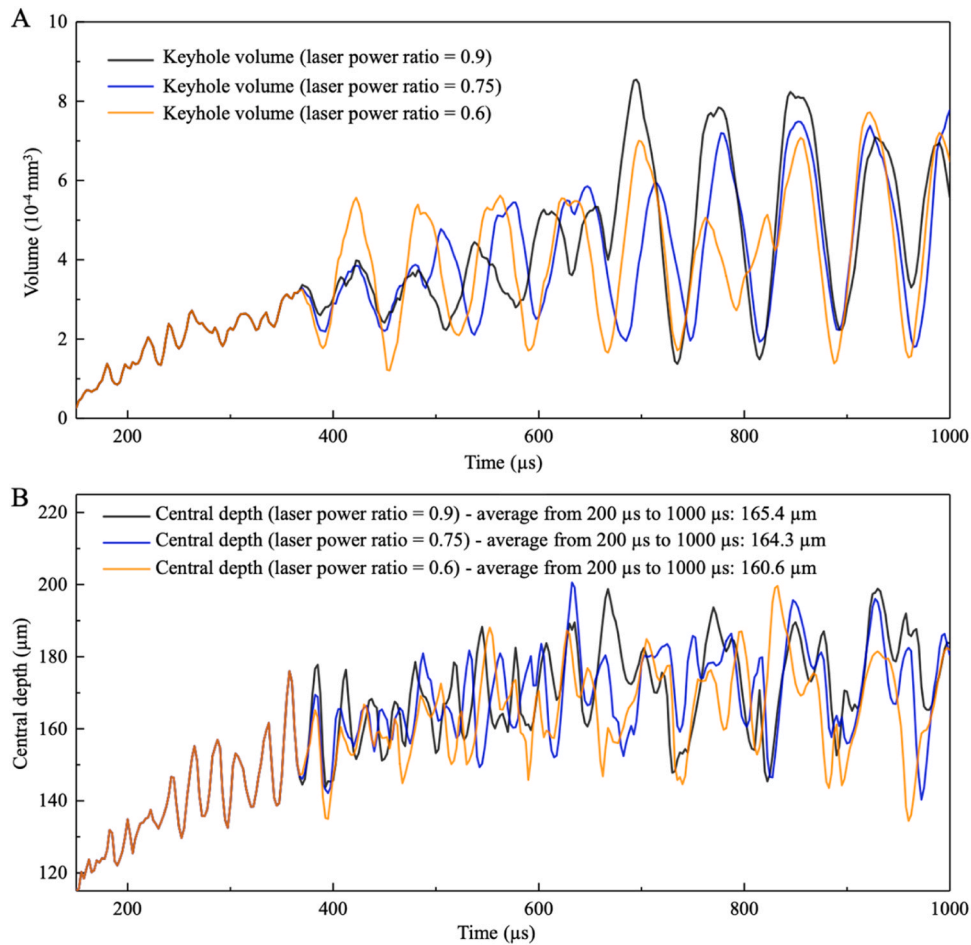 A
10
8
6
4
2
0
Volume (10⁻⁴ mm³)
Keyhole volume (laser power ratio = 0.9)
Keyhole volume (laser power ratio = 0.75)
Keyhole volume (laser power ratio = 0.6)
200 400 600 800 1000
Time (µs)
B
220
200
180
160
140
120
Central depth (µm)
Central depth (laser power ratio = 0.9) - average from 200 µs to 1000 µs: 165.4 µm
Central depth (laser power ratio = 0.75) - average from 200 µs to 1000 µs: 164.3 µm
Central depth (laser power ratio = 0.6) - average from 200 µs to 1000 µs: 160.6 µm
200 400 600 800 1000
Time (µs)